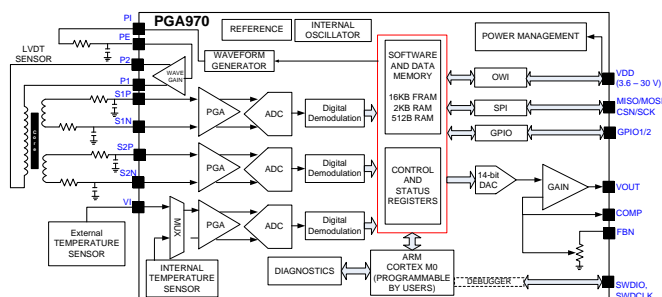 PI
PGA970
PE
LVDT
SENSOR
P2
P1
S1P
S1N
S2P
S2N
VI
Core
REFERENCE
INTERNAL
OSCILLATOR
WAVEFORM
GENERATOR
WAVE
GAIN
PGA
ADC
Digital
Demodulation
PGA
ADC
Digital
Demodulation
MUX
PGA
ADC
Digital
Demodulation
External
TEMPERATURE
SENSOR
INTERNAL
TEMPERATURE
SENSOR
SOFTWARE
AND DATA
MEMORY
16KB FRAM
2KB RAM
512B RAM
CONTROL
AND
STATUS
REGISTERS
DIAGNOSTICS
ARM
CORTEX M0
(PROGRAMMABLE
BY USERS)
DEBUGGER
POWER MANAGEMENT
OWI
SPI
GPIO
14-bit
DAC
GAIN
VDD
(3.6 – 30 V)
MISO/MOSI
CSN/SCK
GPIO1/2
VOUT
COMP
FBN
SWDIO,
SWDCLK